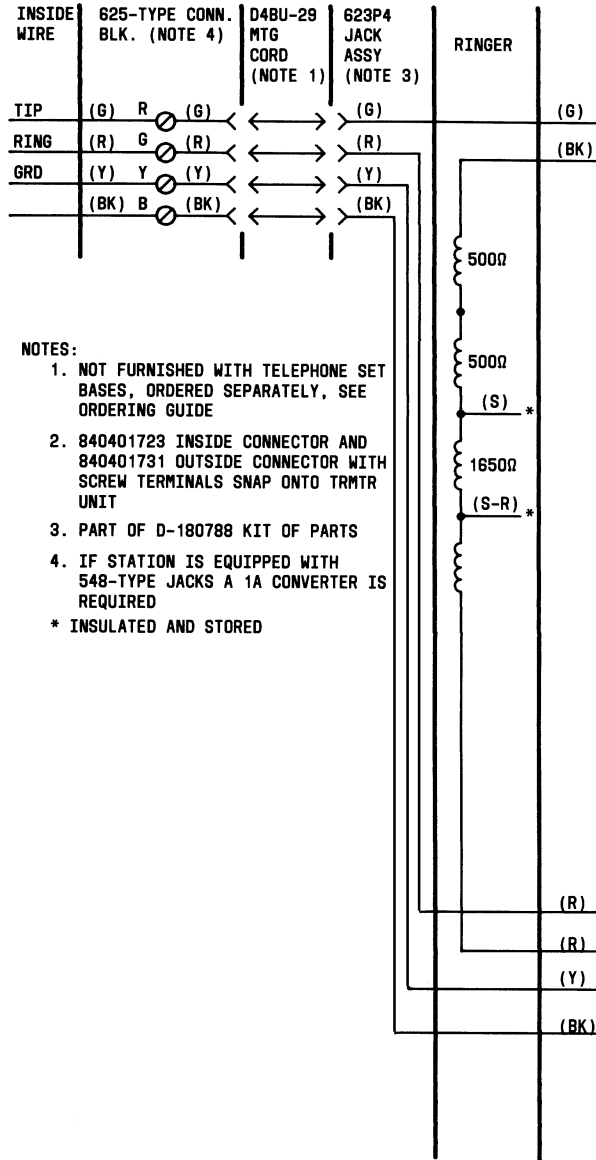 INSIDE WIRE
625-TYPE CONN. BLK. (NOTE 4)
D4BU-29 MTG CORD (NOTE 1)
623P4 JACK ASSY (NOTE 3)
RINGER
TIP (G) R (G) (G) (G)
RING (R) G (R) (R) (BK)
GRD (Y) Y (Y) (Y)
(BK) B (BK) (BK)
500Ω
500Ω
(S) *
1650Ω
(S-R) *
NOTES:
1. NOT FURNISHED WITH TELEPHONE SET
BASES, ORDERED SEPARATELY, SEE
ORDERING GUIDE
2. 840401723 INSIDE CONNECTOR AND
840401731 OUTSIDE CONNECTOR WITH
SCREW TERMINALS SNAP ONTO TRMTR
UNIT
3. PART OF D-180788 KIT OF PARTS
4. IF STATION IS EQUIPPED WITH
548-TYPE JACKS A 1A CONVERTER IS
REQUIRED
* INSULATED AND STORED
(R)
(R)
(Y)
(BK)